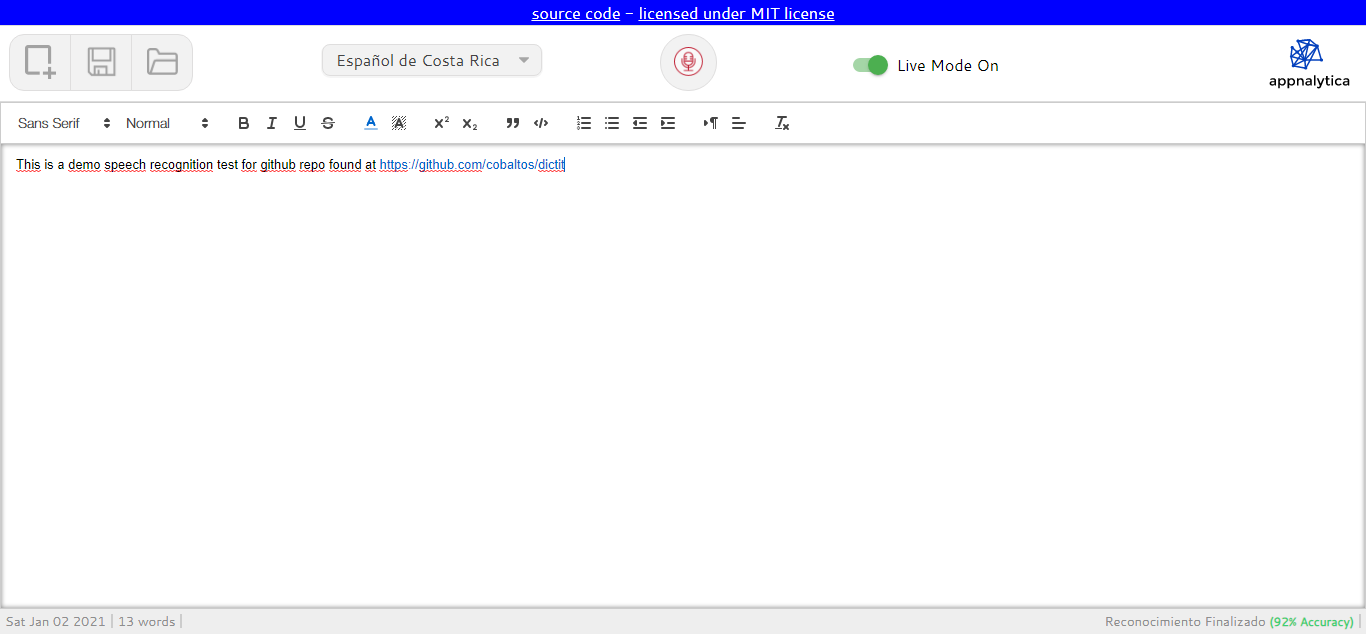 source code – licensed under MIT license
Español de Costa Rica
Live Mode On
appnalytica
Sans Serif Normal B I U S A A x² x₂
This is a demo speech recognition test for github repo found at https://github.com/cobaltos/dictit
Sat Jan 02 2021 | 13 words |
Reconocimiento Finalizado (92% Accuracy) |